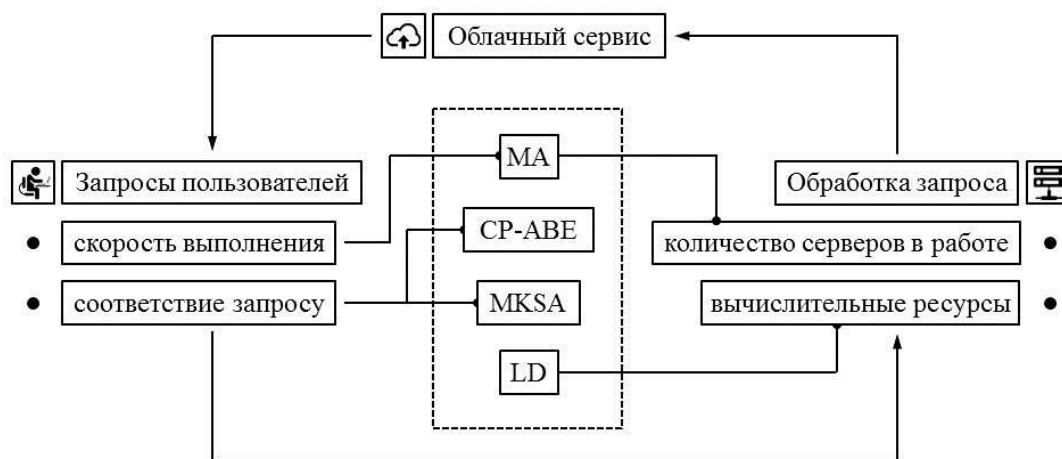 Облачный сервис
MA
Запросы пользователей
Обработка запроса
CP-ABE
скорость выполнения
количество серверов в работе
соответствие запросу
MKSA
вычислительные ресурсы
LD